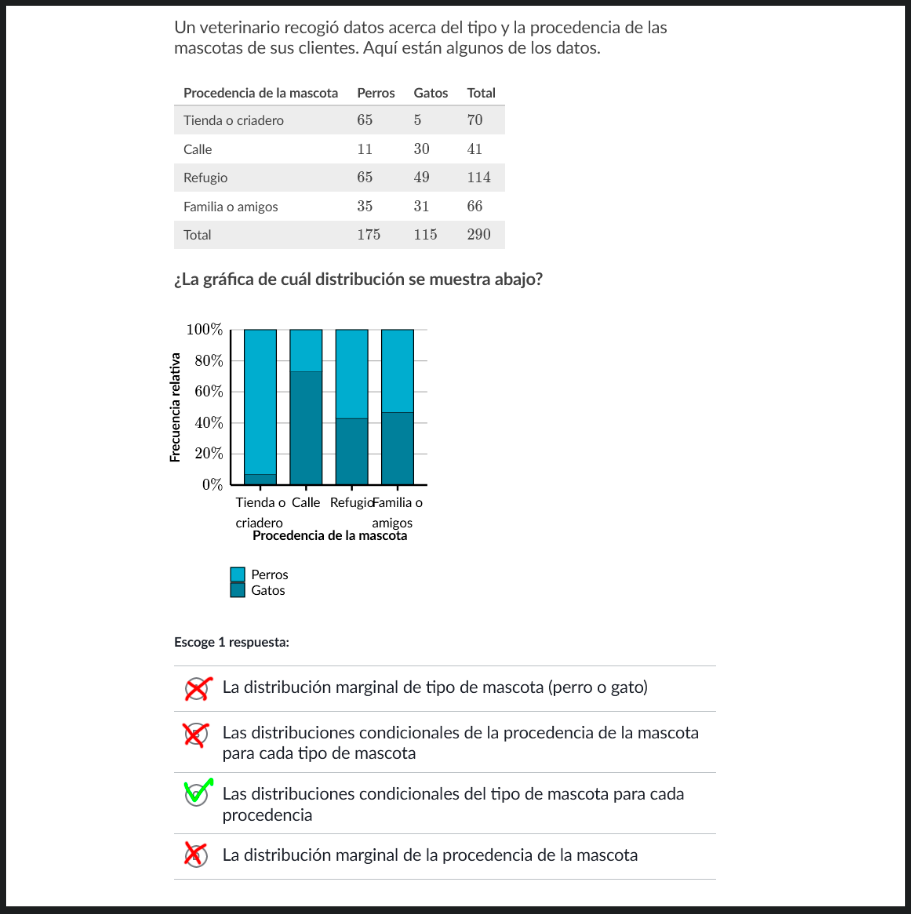 Un veterinario recogió datos acerca del tipo y la procedencia de las
mascotas de sus clientes. Aquí están algunos de los datos.
Procedencia de la mascota Perros Gatos Total
Tienda o criadero 65 5 70
Calle 11 30 41
Refugio 65 49 114
Familia o amigos 35 31 66
Total 175 115 290
¿La gráfica de cuál distribución se muestra abajo?
100%
80%
60%
40%
20%
0%
Frecuencia relativa
Tienda o criadero
Calle
Refugio
Familia o amigos
Procedencia de la mascota
Perros
Gatos
Escoge 1 respuesta:
La distribución marginal de tipo de mascota (perro o gato)
Las distribuciones condicionales de la procedencia de la mascota
para cada tipo de mascota
Las distribuciones condicionales del tipo de mascota para cada
procedencia
La distribución marginal de la procedencia de la mascota